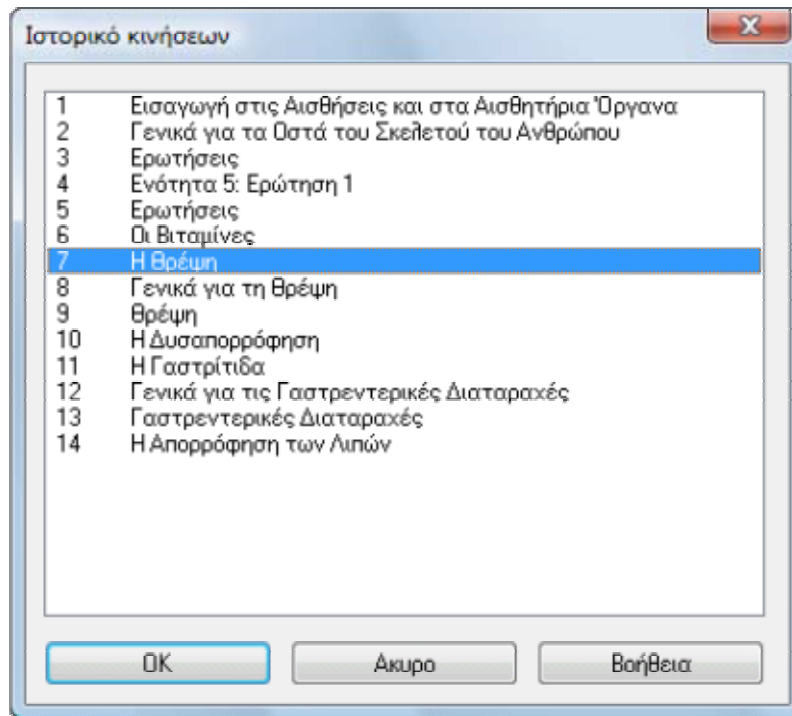 Ιστορικό κινήσεων
1 Εισαγωγή στις Αισθήσεις και στα Αισθητήρια Όργανα
2 Γενικά για τα Οστά του Σκελετού του Ανθρώπου
3 Ερωτήσεις
4 Ενότητα 5: Ερώτηση 1
5 Ερωτήσεις
6 Οι Βιταμίνες
7 Η Θρέψη
8 Γενικά για τη Θρέψη
9 Θρέψη
10 Η Δυσαπορρόφηση
11 Η Γαστρίτιδα
12 Γενικά για τις Γαστρεντερικές Διαταραχές
13 Γαστρεντερικές Διαταραχές
14 Η Απορρόφηση των Λιπών
OK Ακυρο Βοήθεια